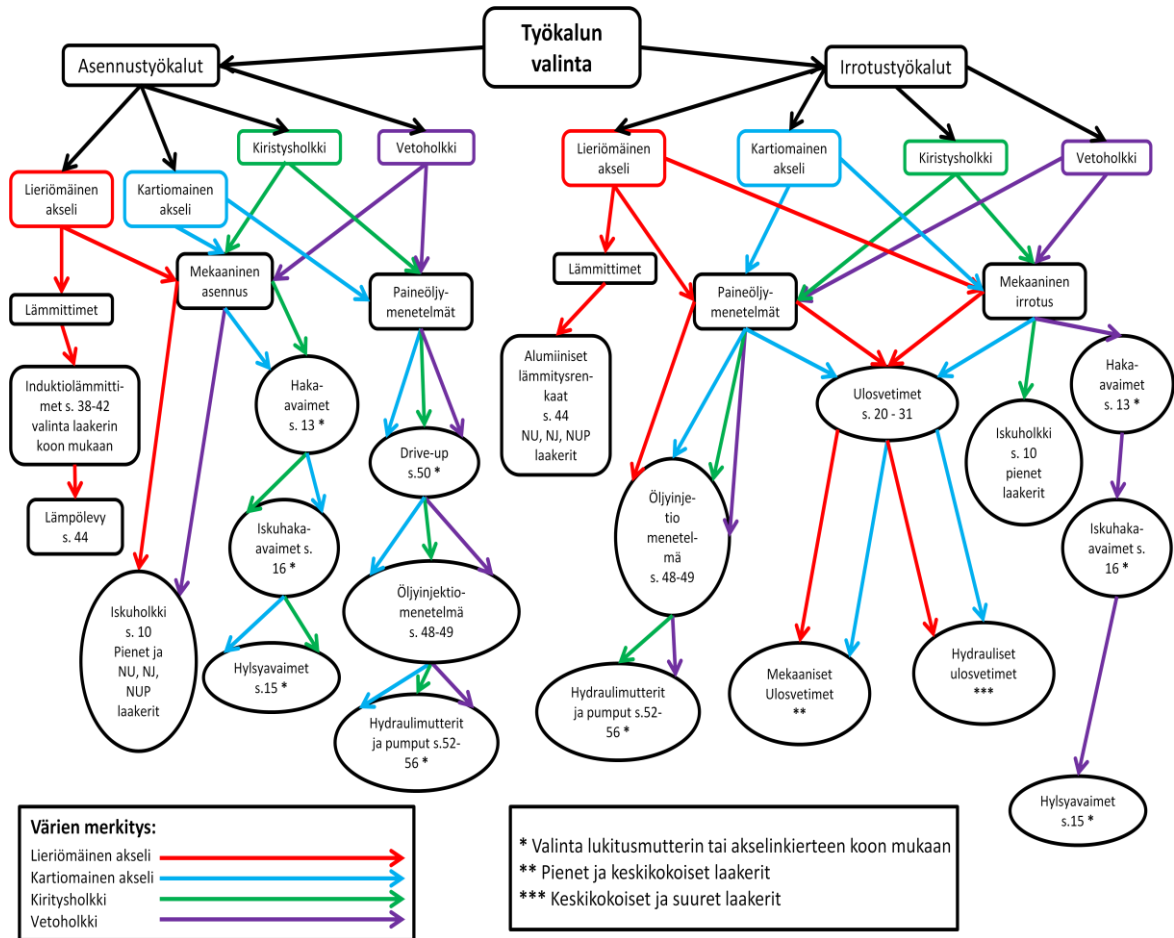 Työkalun
valinta
Asennustyökalut
Irrotustyökalut
Kiristysholkki
Vetoholkki
Lieriömäinen
akseli
Kartiomainen
akseli
Lieriömäinen
akseli
Kartiomainen
akseli
Kiristysholkki
Vetoholkki
Mekaaninen
asennus
Paineöljy-
menetelmät
Lämmittimet
Lämmittimet
Paineöljy-
menetelmät
Mekaaninen
irrotus
Induktiolämmitti-
met s. 38-42
valinta laakerin
koon mukaan
Haka-
avaimet
s. 13 *
Drive-up
s.50 *
Alumiiniset
lämmitysren-
kaat
s. 44
NU, NJ, NUP
laakerit
Ulosvetimet
s. 20 - 31
Haka-
avaimet
s. 13 *
Iskuholkki
s. 10
pienet
laakerit
Lämpölevy
s. 44
Iskuhaka-
avaimet s.
16 *
Öljyinjektio-
menetelmä
s. 48-49
Öljyinje-
tio
menetel-
mä
s. 48-49
Iskuhaka-
avaimet s.
16 *
Iskuholkki
s. 10
Pienet ja
NU, NJ,
NUP
laakerit
Hylsyavaimet
s.15 *
Hydraulimutterit
ja pumput s.52-
56 *
Hydraulimutterit
ja pumput s.52-
56 *
Mekaaniset
Ulosvetimet
**
Hydrauliset
ulosvetimet
***
Hylsyavaimet
s.15 *
Värien merkitys:
Lieriömäinen akseli
Kartiomainen akseli
Kiritysholkki
Vetoholkki
* Valinta lukitusmutterin tai akselinkierteen koon mukaan
** Pienet ja keskikokoiset laakerit
*** Keskikokoiset ja suuret laakerit